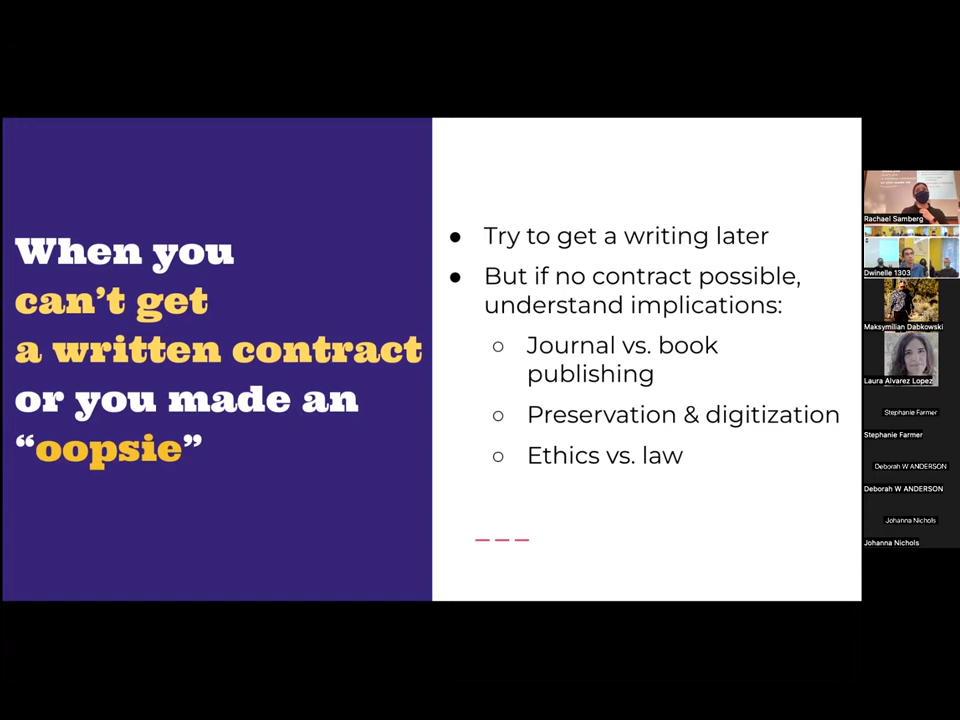 When you
can't get
a written contract
or you made an
“oopsie”
● Try to get a writing later
● But if no contract possible,
understand implications:
○ Journal vs. book
publishing
○ Preservation & digitization
○ Ethics vs. law
Rachael Samberg
Dwinelle 1303
Maksymilian Dabkowski
Laura Alvarez Lopez
Stephanie Farmer
Stephanie Farmer
Deborah W ANDERSON
Deborah W ANDERSON
Johanna Nichols
Johanna Nichols